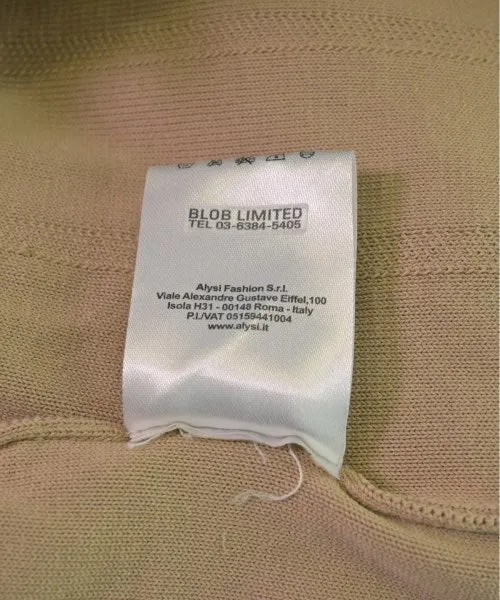 BLOB LIMITED
TEL 03-6384-5405
Alysi Fashion S.r.l.
Viale Alexandre Gustave Eiffel,100
Isola H31 - 00148 Roma - Italy
P.I./VAT 05159441004
www.alysi.it